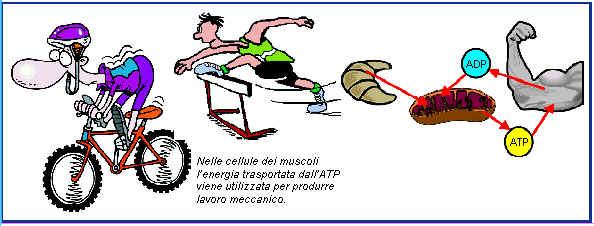 ADP
ATP
Nelle cellule dei muscoli
l'energia trasportata dall'ATP
viene utilizzata per produrre
lavoro meccanico.